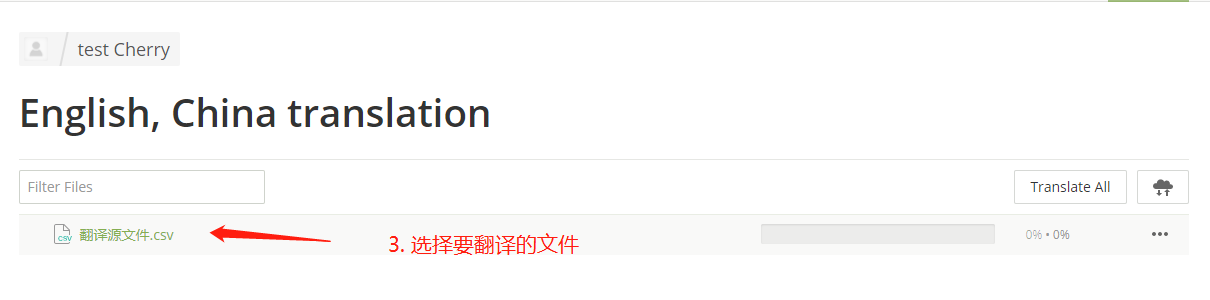 test Cherry
English, China translation
Filter Files
Translate All
CSV 翻译源文件.csv
3. 选择要翻译的文件
0% • 0%